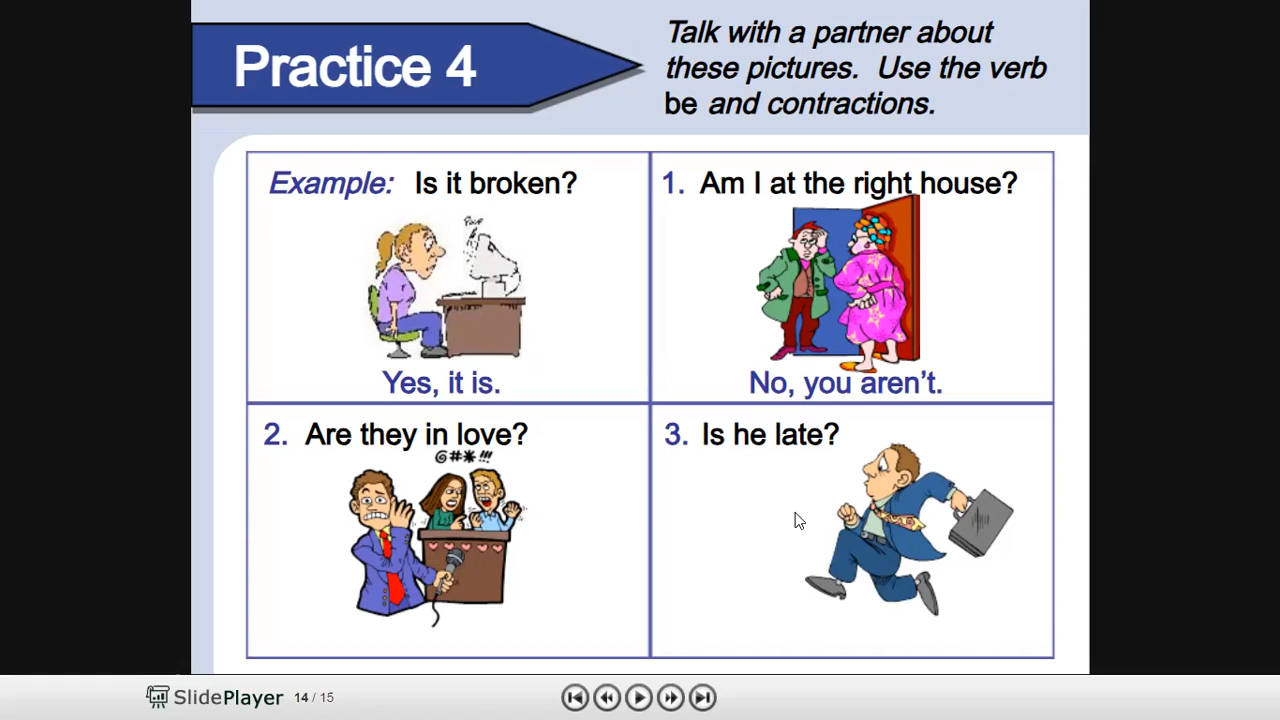 Practice 4
Talk with a partner about
these pictures. Use the verb
be and contractions.
Example: Is it broken?
Yes, it is.
1. Am I at the right house?
No, you aren't.
2. Are they in love?
@#*!!!
3. Is he late?
SlidePlayer 14 / 15